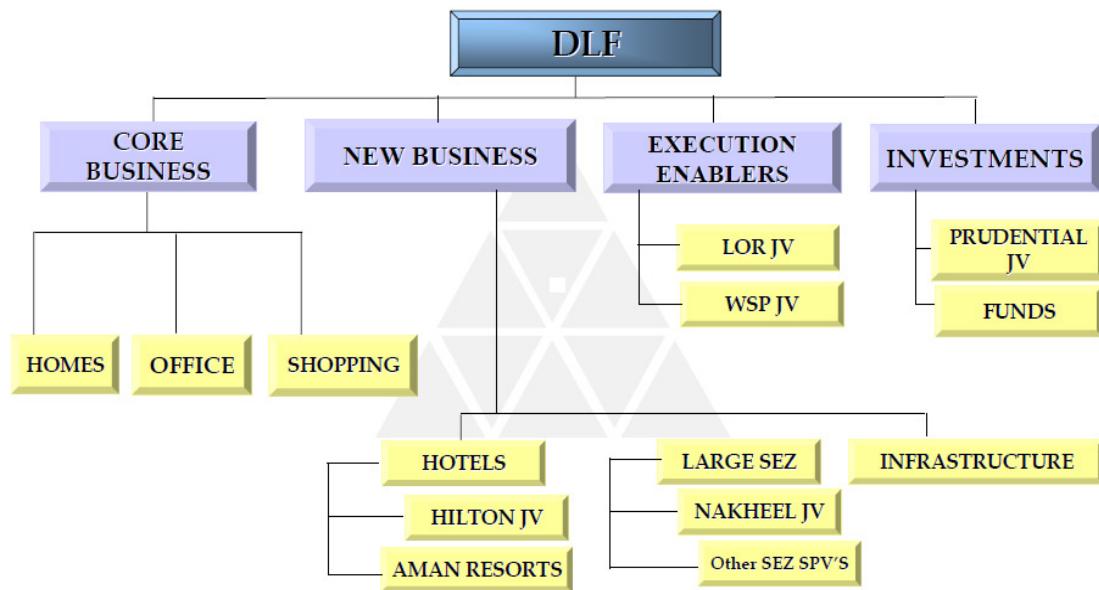 DLF
CORE
BUSINESS
NEW BUSINESS
EXECUTION
ENABLERS
INVESTMENTS
LOR JV
WSP JV
PRUDENTIAL
JV
FUNDS
HOMES
OFFICE
SHOPPING
HOTELS
HILTON JV
AMAN RESORTS
LARGE SEZ
NAKHEEL JV
Other SEZ SPV'S
INFRASTRUCTURE